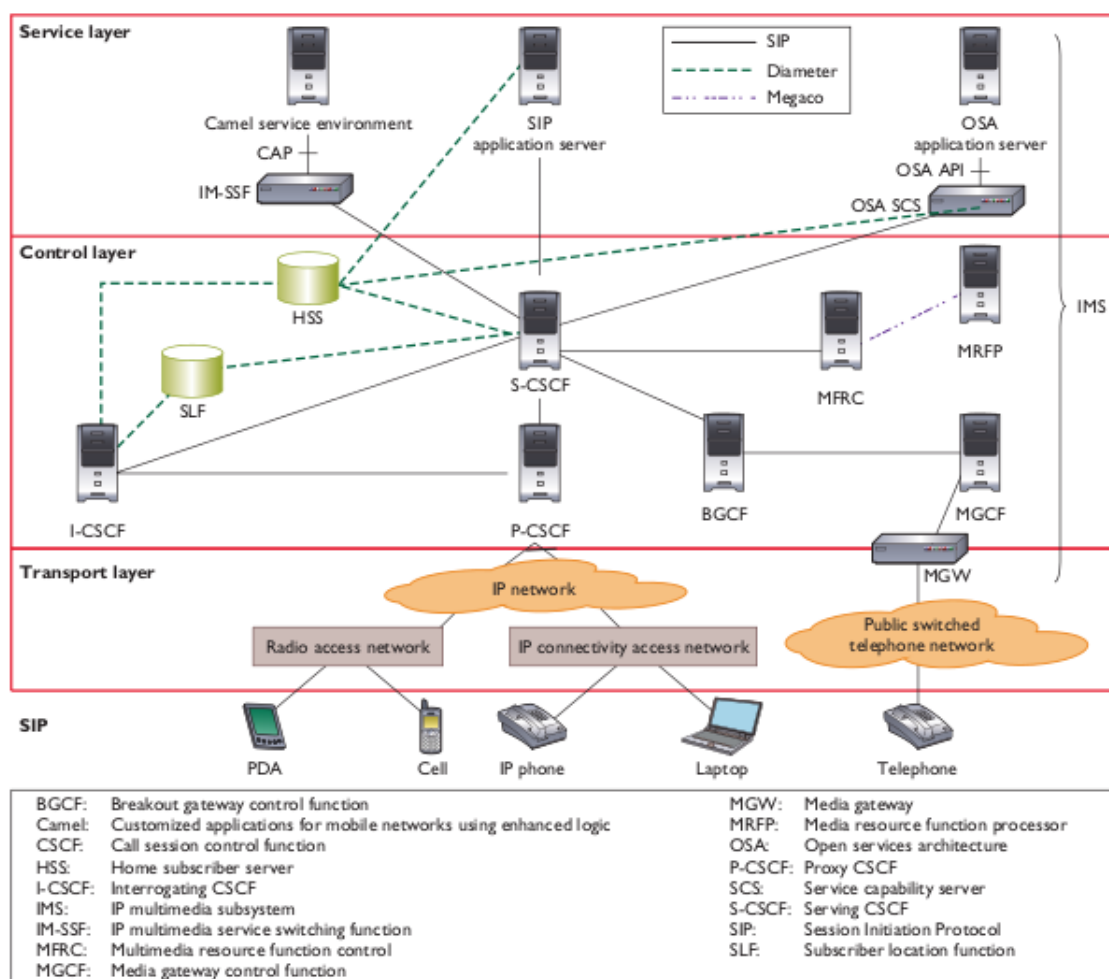 Service layer
SIP
Diameter
Megaco
Camel service environment
SIP
application server
OSA
application server
CAP
OSA API
IM-SSF
OSA SCS
Control layer
HSS
IMS
S-CSCF
MFRC
MRFP
SLF
I-CSCF
P-CSCF
BGCF
MGCF
Transport layer
MGW
IP network
Public switched
telephone network
Radio access network
IP connectivity access network
SIP
PDA
Cell
IP phone
Laptop
Telephone
BGCF: Breakout gateway control function
Camel: Customized applications for mobile networks using enhanced logic
CSCF: Call session control function
HSS: Home subscriber server
I-CSCF: Interrogating CSCF
IMS: IP multimedia subsystem
IM-SSF: IP multimedia service switching function
MFRC: Multimedia resource function control
MGCF: Media gateway control function
MGW: Media gateway
MRFP: Media resource function processor
OSA: Open services architecture
P-CSCF: Proxy CSCF
SCS: Service capability server
S-CSCF: Serving CSCF
SIP: Session Initiation Protocol
SLF: Subscriber location function